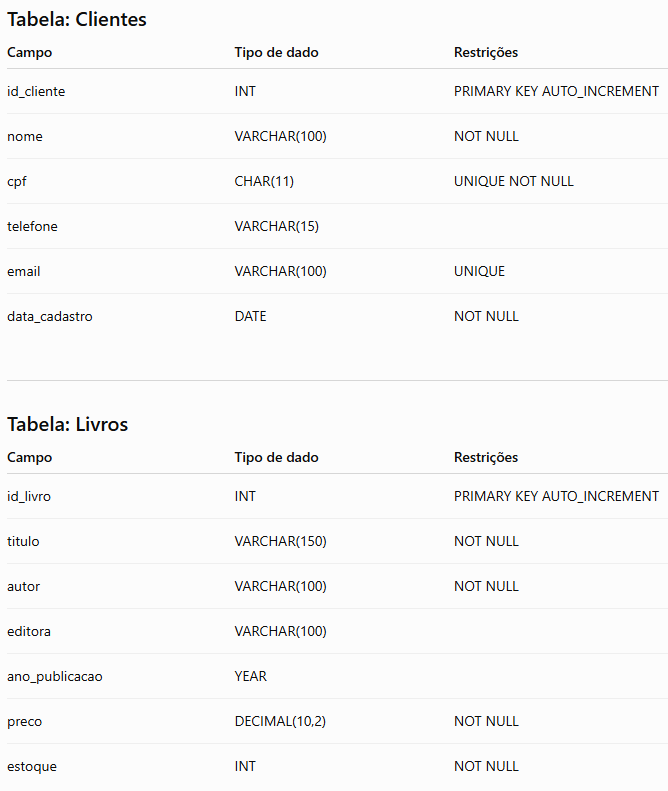 Tabela: Clientes
Campo Tipo de dado Restrições
id_cliente INT PRIMARY KEY AUTO_INCREMENT
nome VARCHAR(100) NOT NULL
cpf CHAR(11) UNIQUE NOT NULL
telefone VARCHAR(15)
email VARCHAR(100) UNIQUE
data_cadastro DATE NOT NULL
Tabela: Livros
Campo Tipo de dado Restrições
id_livro INT PRIMARY KEY AUTO_INCREMENT
titulo VARCHAR(150) NOT NULL
autor VARCHAR(100) NOT NULL
editora VARCHAR(100)
ano_publicacao YEAR
preco DECIMAL(10,2) NOT NULL
estoque INT NOT NULL